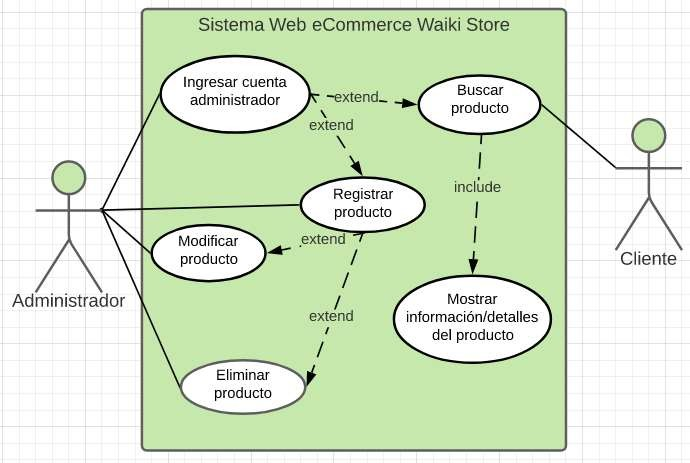 Sistema Web eCommerce Waiki Store
Ingresar cuenta
administrador
extend
Buscar
producto
extend
include
Registrar
producto
Modificar
producto
extend
Administrador
Cliente
Mostrar
información/detalles
del producto
extend
Eliminar
producto